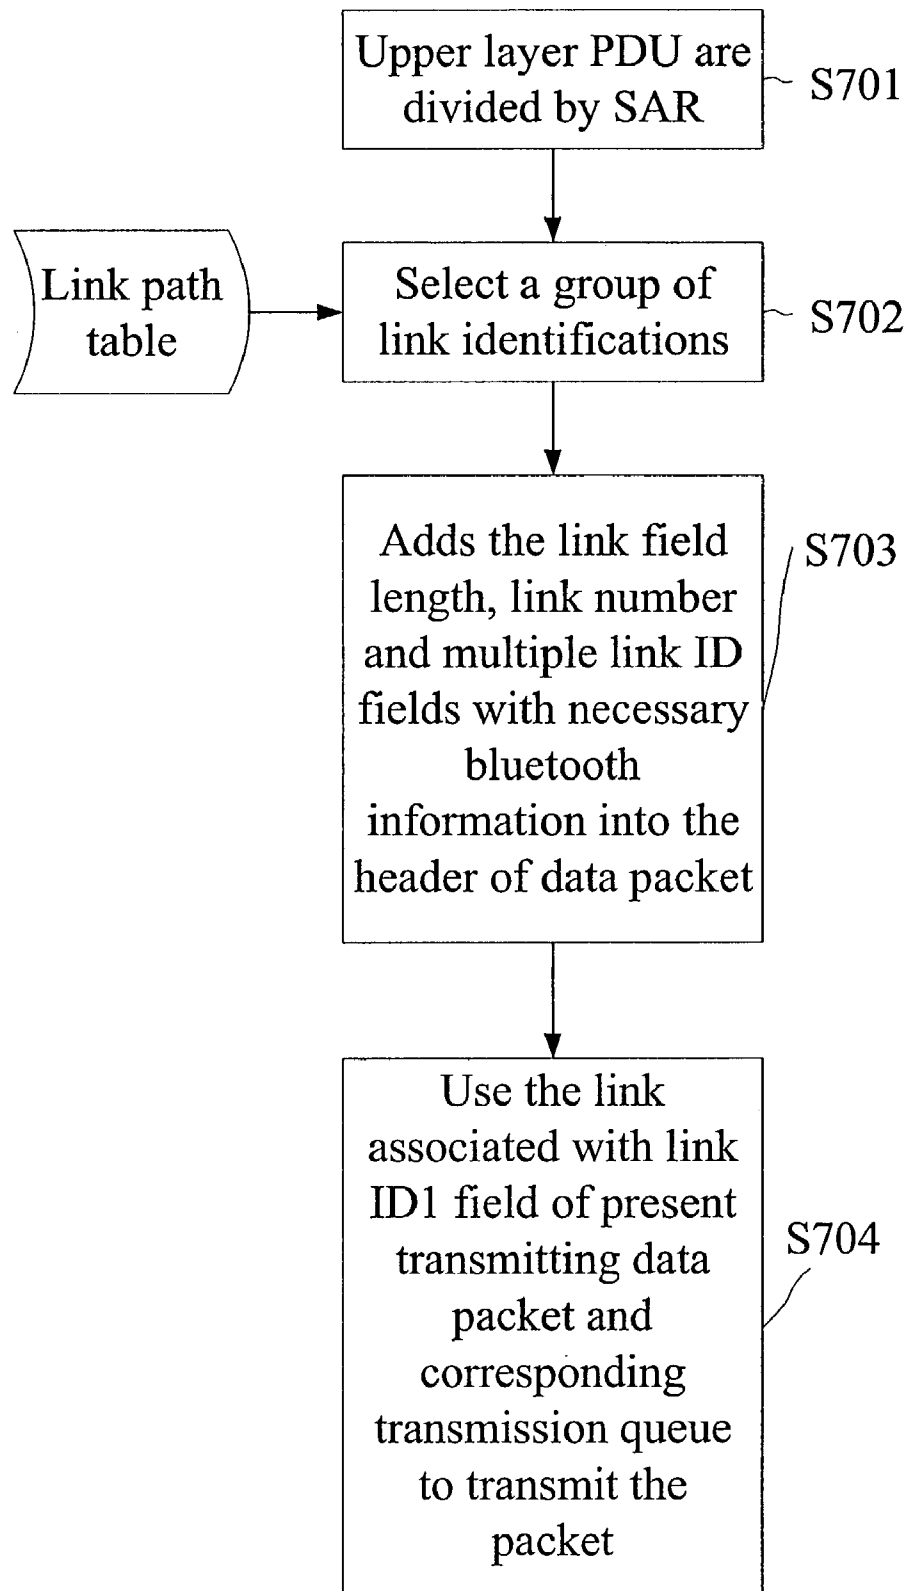 Upper layer PDU are
divided by SAR
S701
Link path
table
Select a group of
link identifications
S702
Adds the link field
length, link number
and multiple link ID
fields with necessary
bluetooth
information into the
header of data packet
S703
Use the link
associated with link
ID1 field of present
transmitting data
packet and
corresponding
transmission queue
to transmit the
packet
S704